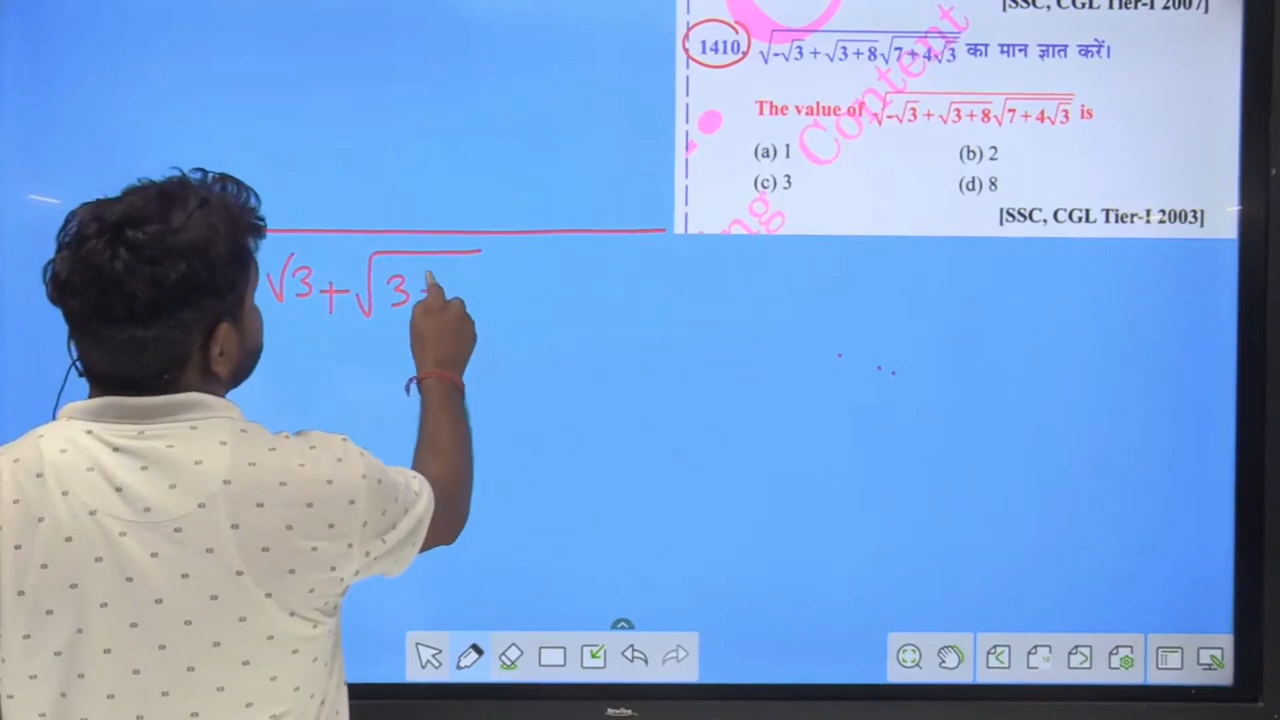 [SSC, CGL Tier-I 2007]
1410. √-√3+√3+8√7+4√3 का मान ज्ञात करें।
The value of √-√3+√3+8√7+4√3 is
(a) 1 (b) 2
(c) 3 (d) 8
[SSC, CGL Tier-I 2003]
Content
√3+√3+